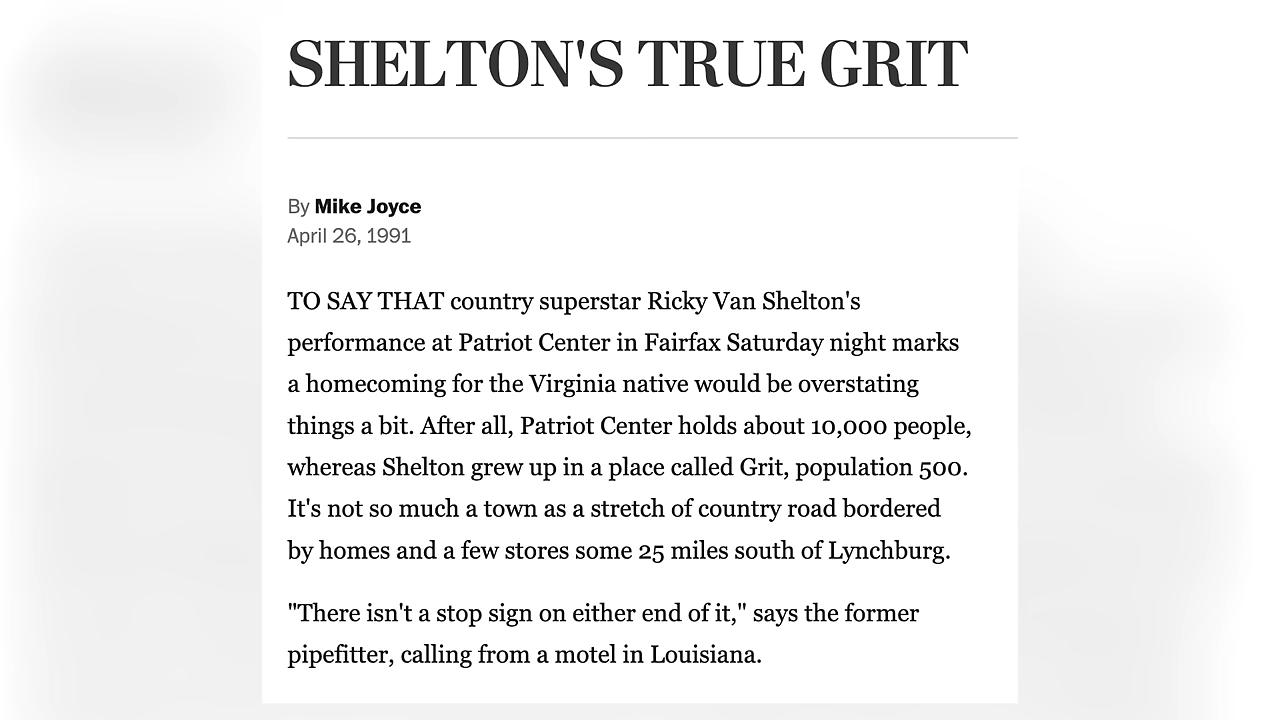 SHELTON'S TRUE GRIT
By Mike Joyce
April 26, 1991
TO SAY THAT country superstar Ricky Van Shelton's
performance at Patriot Center in Fairfax Saturday night marks
a homecoming for the Virginia native would be overstating
things a bit. After all, Patriot Center holds about 10,000 people,
whereas Shelton grew up in a place called Grit, population 500.
It's not so much a town as a stretch of country road bordered
by homes and a few stores some 25 miles south of Lynchburg.
"There isn't a stop sign on either end of it," says the former
pipefitter, calling from a motel in Louisiana.